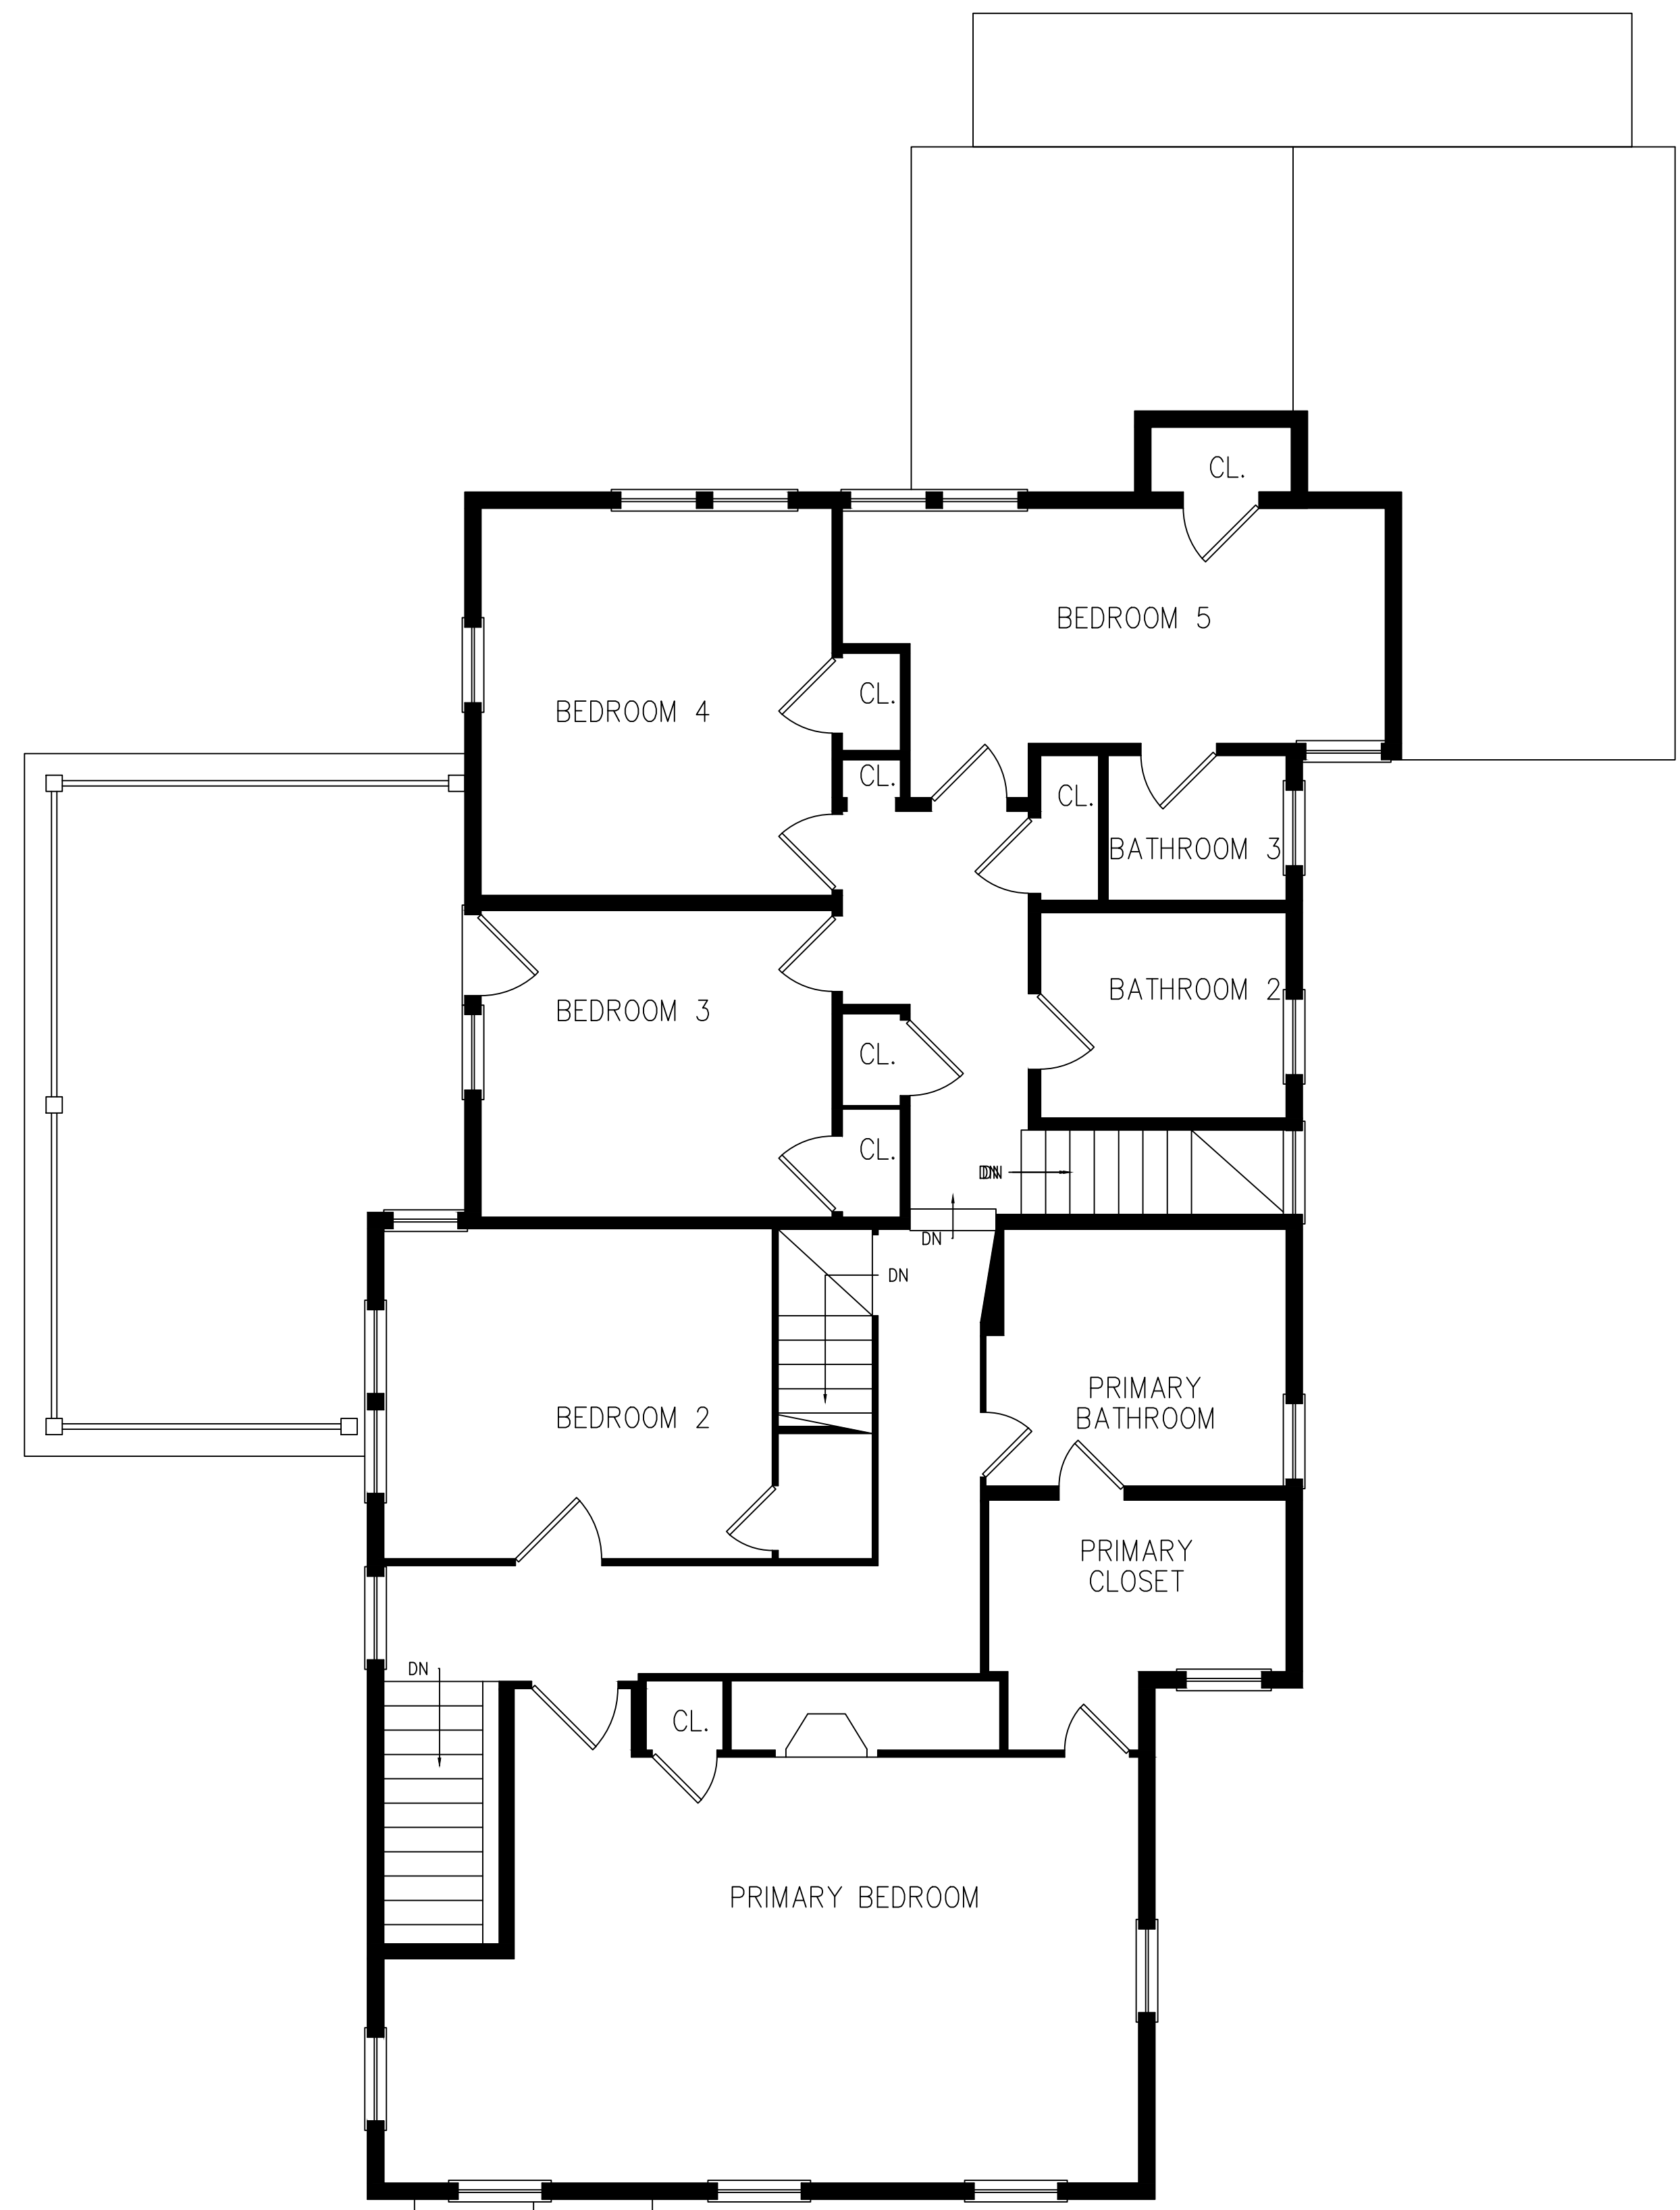 CL.
BEDROOM 5
CL.
BEDROOM 4
CL.
CL.
BATHROOM 3
BATHROOM 2
BEDROOM 3
CL.
CL.
DN
DN
DN
PRIMARY
BATHROOM
BEDROOM 2
PRIMARY
CLOSET
DN
CL.
PRIMARY BEDROOM